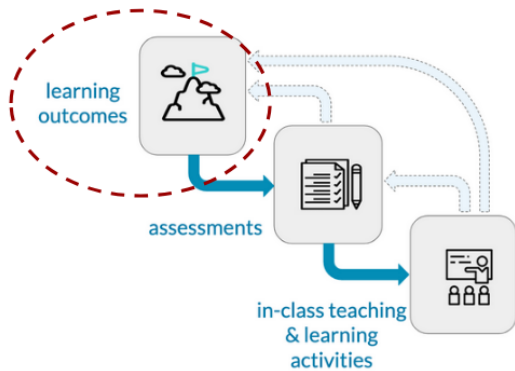 learning
outcomes
assessments
in-class teaching
& learning
activities